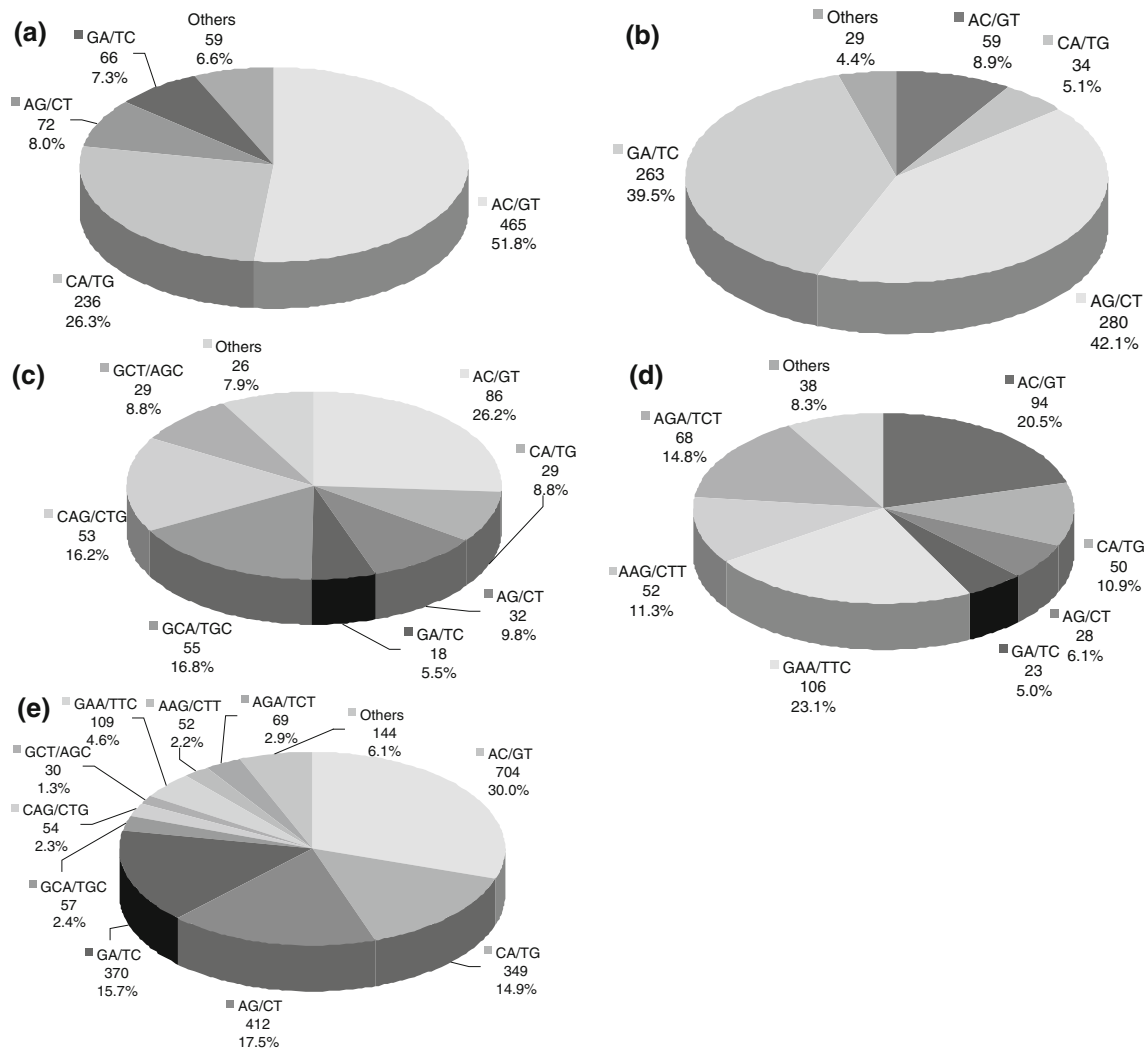 (a)
Others
59
6.6%
GA/TC
66
7.3%
AG/CT
72
8.0%
AC/GT
465
51.8%
CA/TG
236
26.3%
(b)
Others
29
4.4%
AC/GT
59
8.9%
CA/TG
34
5.1%
GA/TC
263
39.5%
AG/CT
280
42.1%
(c)
Others
26
7.9%
GCT/AGC
29
8.8%
AC/GT
86
26.2%
CA/TG
29
8.8%
CAG/CTG
53
16.2%
AG/CT
32
9.8%
GCA/TGC
55
16.8%
GA/TC
18
5.5%
(d)
Others
38
8.3%
AC/GT
94
20.5%
AGA/TCT
68
14.8%
CA/TG
50
10.9%
AAG/CTT
52
11.3%
AG/CT
28
6.1%
GA/TC
23
5.0%
GAA/TTC
106
23.1%
(e)
GAA/TTC
109
4.6%
AAG/CTT
52
2.2%
AGA/TCT
69
2.9%
Others
144
6.1%
GCT/AGC
30
1.3%
AC/GT
704
30.0%
CAG/CTG
54
2.3%
GCA/TGC
57
2.4%
GA/TC
370
15.7%
CA/TG
349
14.9%
AG/CT
412
17.5%